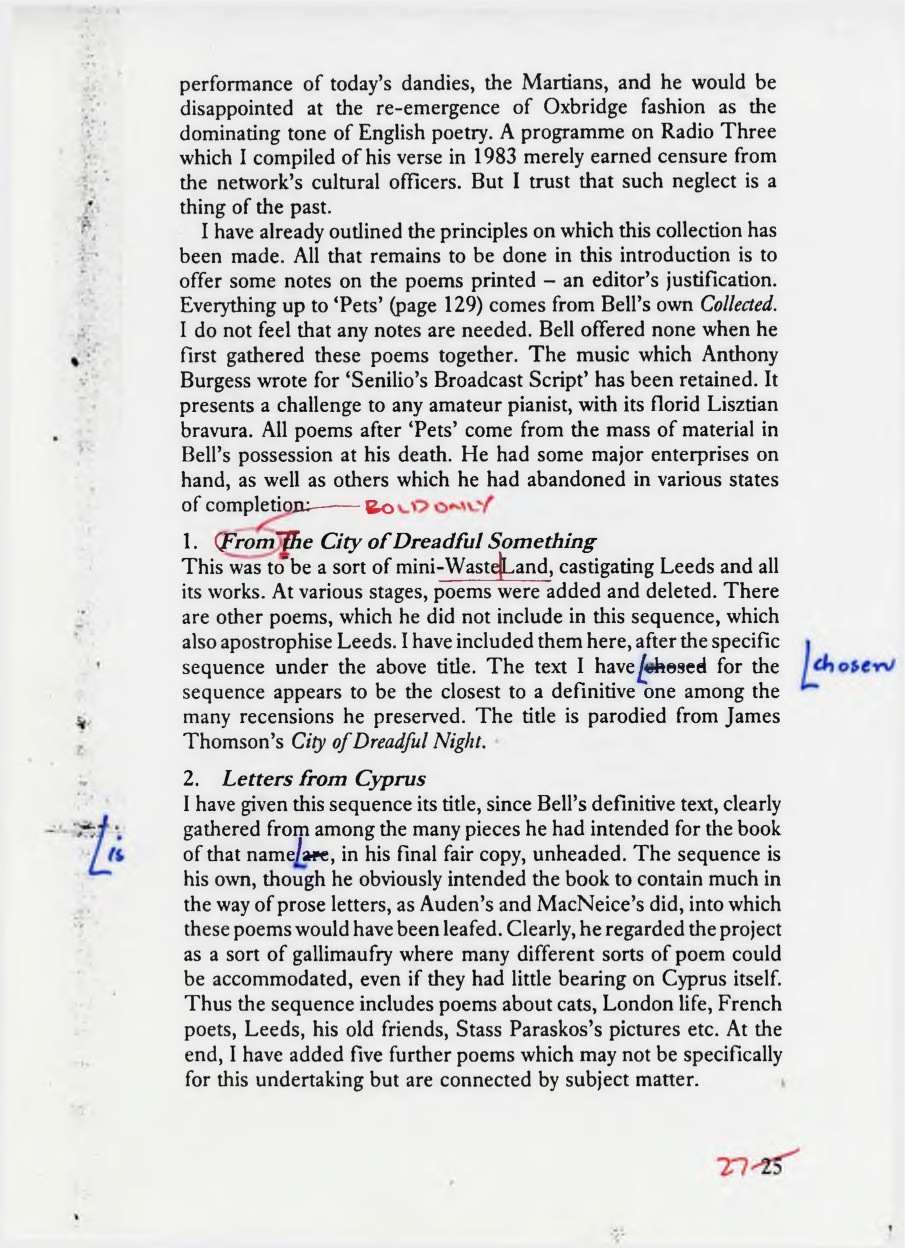 performance of today's dandies, the Martians, and he would be
disappointed at the re-emergence of Oxbridge fashion as the
dominating tone of English poetry. A programme on Radio Three
which I compiled of his verse in 1983 merely earned censure from
the network's cultural officers. But I trust that such neglect is a
thing of the past.
I have already outlined the principles on which this collection has
been made. All that remains to be done in this introduction is to
offer some notes on the poems printed – an editor's justification.
Everything up to 'Pets' (page 129) comes from Bell's own Collected.
I do not feel that any notes are needed. Bell offered none when he
first gathered these poems together. The music which Anthony
Burgess wrote for 'Senilio's Broadcast Script' has been retained. It
presents a challenge to any amateur pianist, with its florid Lisztian
bravura. All poems after 'Pets' come from the mass of material in
Bell's possession at his death. He had some major enterprises on
hand, as well as others which he had abandoned in various states
of completion: BOLD ONLY
1. From The City of Dreadful Something
This was to be a sort of mini-Waste Land, castigating Leeds and all
its works. At various stages, poems were added and deleted. There
are other poems, which he did not include in this sequence, which
also apostrophise Leeds. I have included them here, after the specific
sequence under the above title. The text I have chosed for the chosen
sequence appears to be the closest to a definitive one among the
many recensions he preserved. The title is parodied from James
Thomson's City of Dreadful Night.
2. Letters from Cyprus
I have given this sequence its title, since Bell's definitive text, clearly
gathered from among the many pieces he had intended for the book
is of that name are, in his final fair copy, unheaded. The sequence is
his own, though he obviously intended the book to contain much in
the way of prose letters, as Auden's and MacNeice's did, into which
these poems would have been leafed. Clearly, he regarded the project
as a sort of gallimaufry where many different sorts of poem could
be accommodated, even if they had little bearing on Cyprus itself.
Thus the sequence includes poems about cats, London life, French
poets, Leeds, his old friends, Stass Paraskos's pictures etc. At the
end, I have added five further poems which may not be specifically
for this undertaking but are connected by subject matter.
27 25